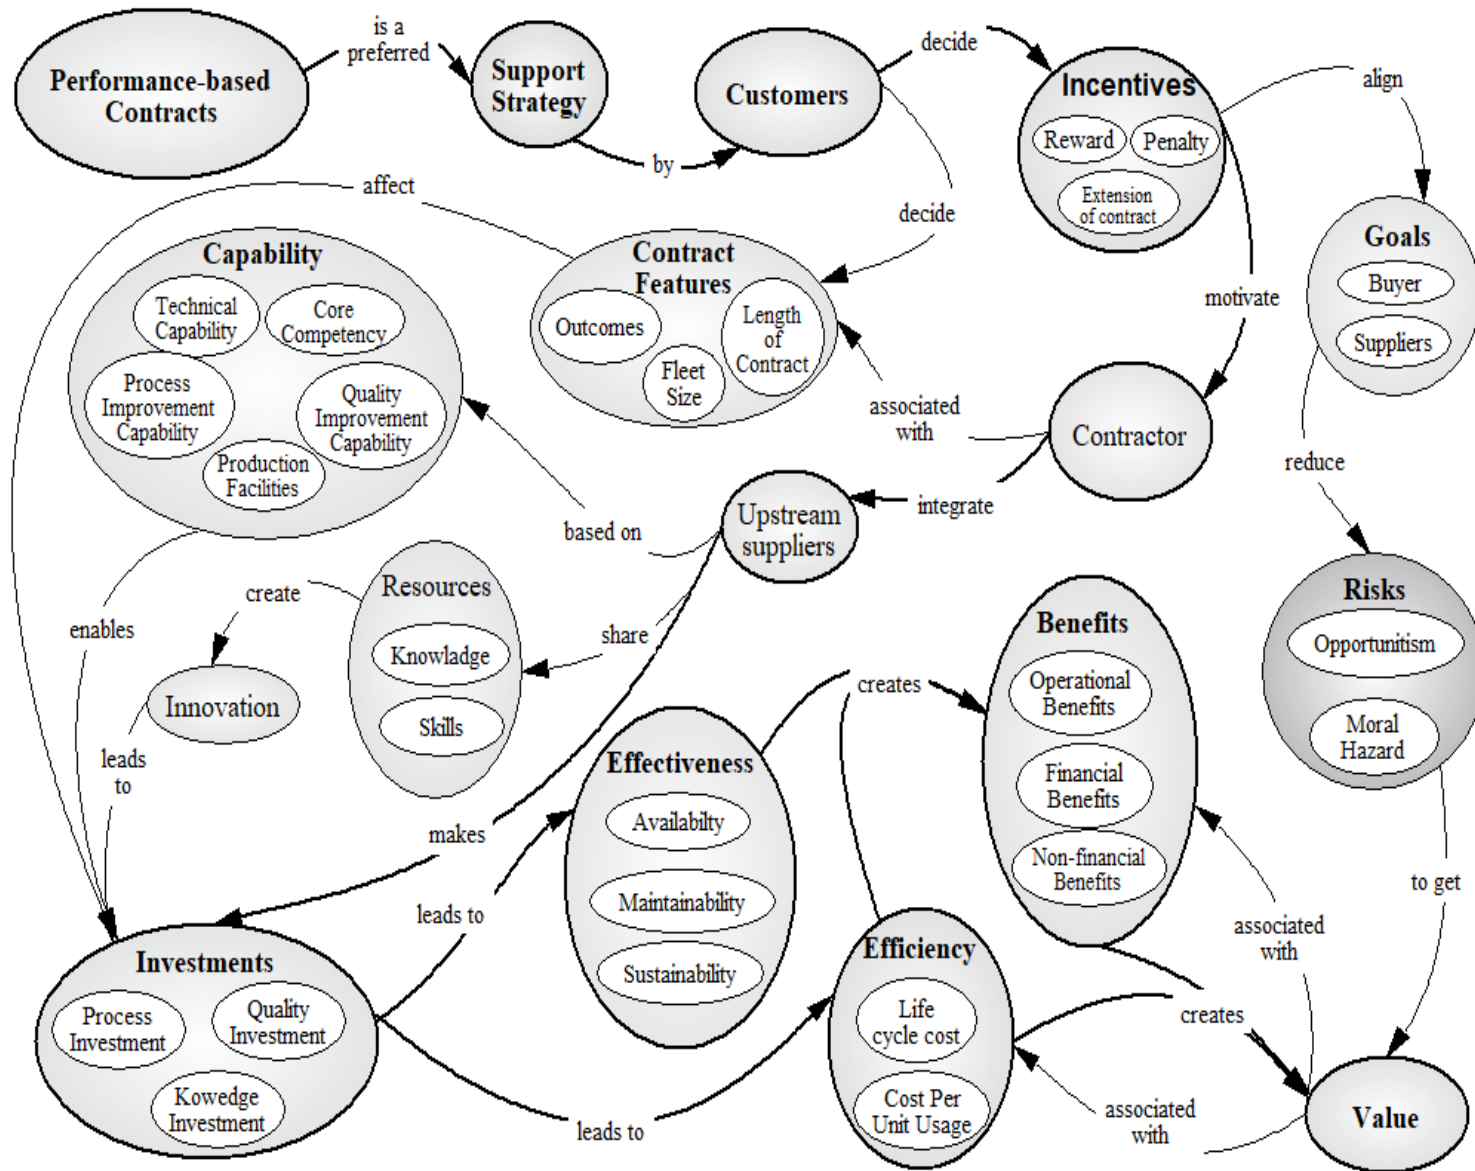 is a
preferred
Performance-based
Contracts
Support
Strategy
by
Customers
decide
Incentives
Reward
Penalty
Extension
of contract
align
decide
affect
Goals
Buyer
Suppliers
Capability
Technical
Capability
Core
Competency
Process
Improvement
Capability
Quality
Improvement
Capability
Production
Facilities
Contract
Features
Outcomes
Length
of
Contract
Fleet
Size
motivate
associated
with
Contractor
reduce
integrate
Upstream
suppliers
based on
Resources
Knowladge
Skills
create
share
enables
Innovation
leads
to
Risks
Opportunitism
Moral
Hazard
Benefits
Operational
Benefits
Financial
Benefits
Non-financial
Benefits
creates
Effectiveness
Availabilty
Maintainability
Sustainability
makes
leads to
to get
associated
with
Investments
Process
Investment
Quality
Investment
Kowedge
Investment
Efficiency
Life
cycle cost
Cost Per
Unit Usage
creates
leads to
associated
with
Value